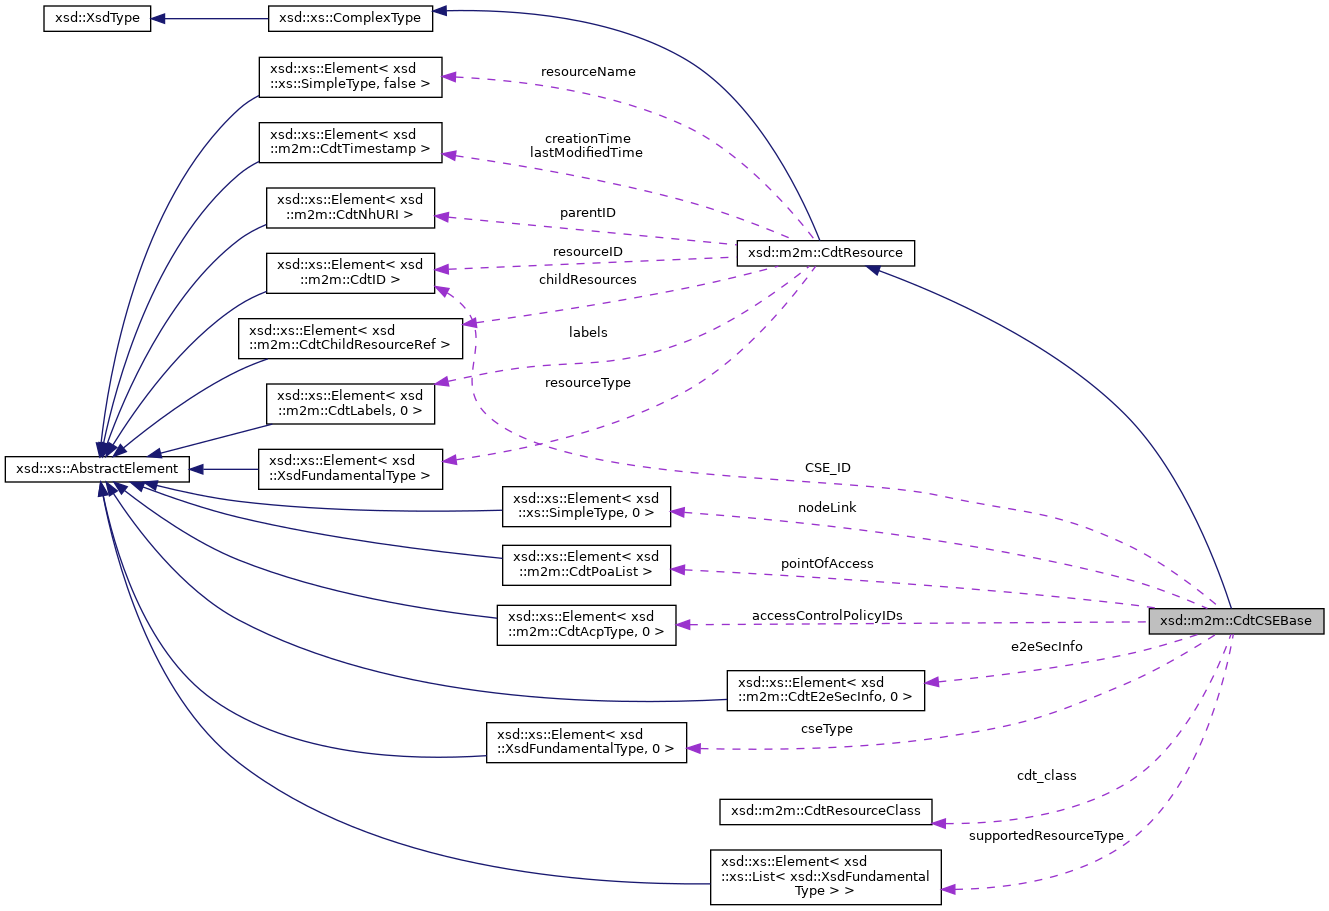 xsd::XsdType
xsd::xs::ComplexType
xsd::xs::Element< xsd
::xs::SimpleType, false >
resourceName
xsd::xs::Element< xsd
::m2m::CdtTimestamp >
creationTime
lastModifiedTime
xsd::xs::Element< xsd
::m2m::CdtNhURI >
parentID
xsd::m2m::CdtResource
xsd::xs::Element< xsd
::m2m::CdtID >
resourceID
childResources
xsd::xs::Element< xsd
::m2m::CdtChildResourceRef >
labels
xsd::xs::Element< xsd
::m2m::CdtLabels, 0 >
resourceType
xsd::xs::AbstractElement
xsd::xs::Element< xsd
::XsdFundamentalType >
CSE_ID
xsd::xs::Element< xsd
::xs::SimpleType, 0 >
nodeLink
xsd::xs::Element< xsd
::m2m::CdtPoaList >
pointOfAccess
xsd::xs::Element< xsd
::m2m::CdtAcpType, 0 >
accessControlPolicyIDs
xsd::m2m::CdtCSEBase
e2eSecInfo
xsd::xs::Element< xsd
::m2m::CdtE2eSecInfo, 0 >
xsd::xs::Element< xsd
::XsdFundamentalType, 0 >
cseType
cdt_class
xsd::m2m::CdtResourceClass
supportedResourceType
xsd::xs::Element< xsd
::xs::List< xsd::XsdFundamental
Type > >